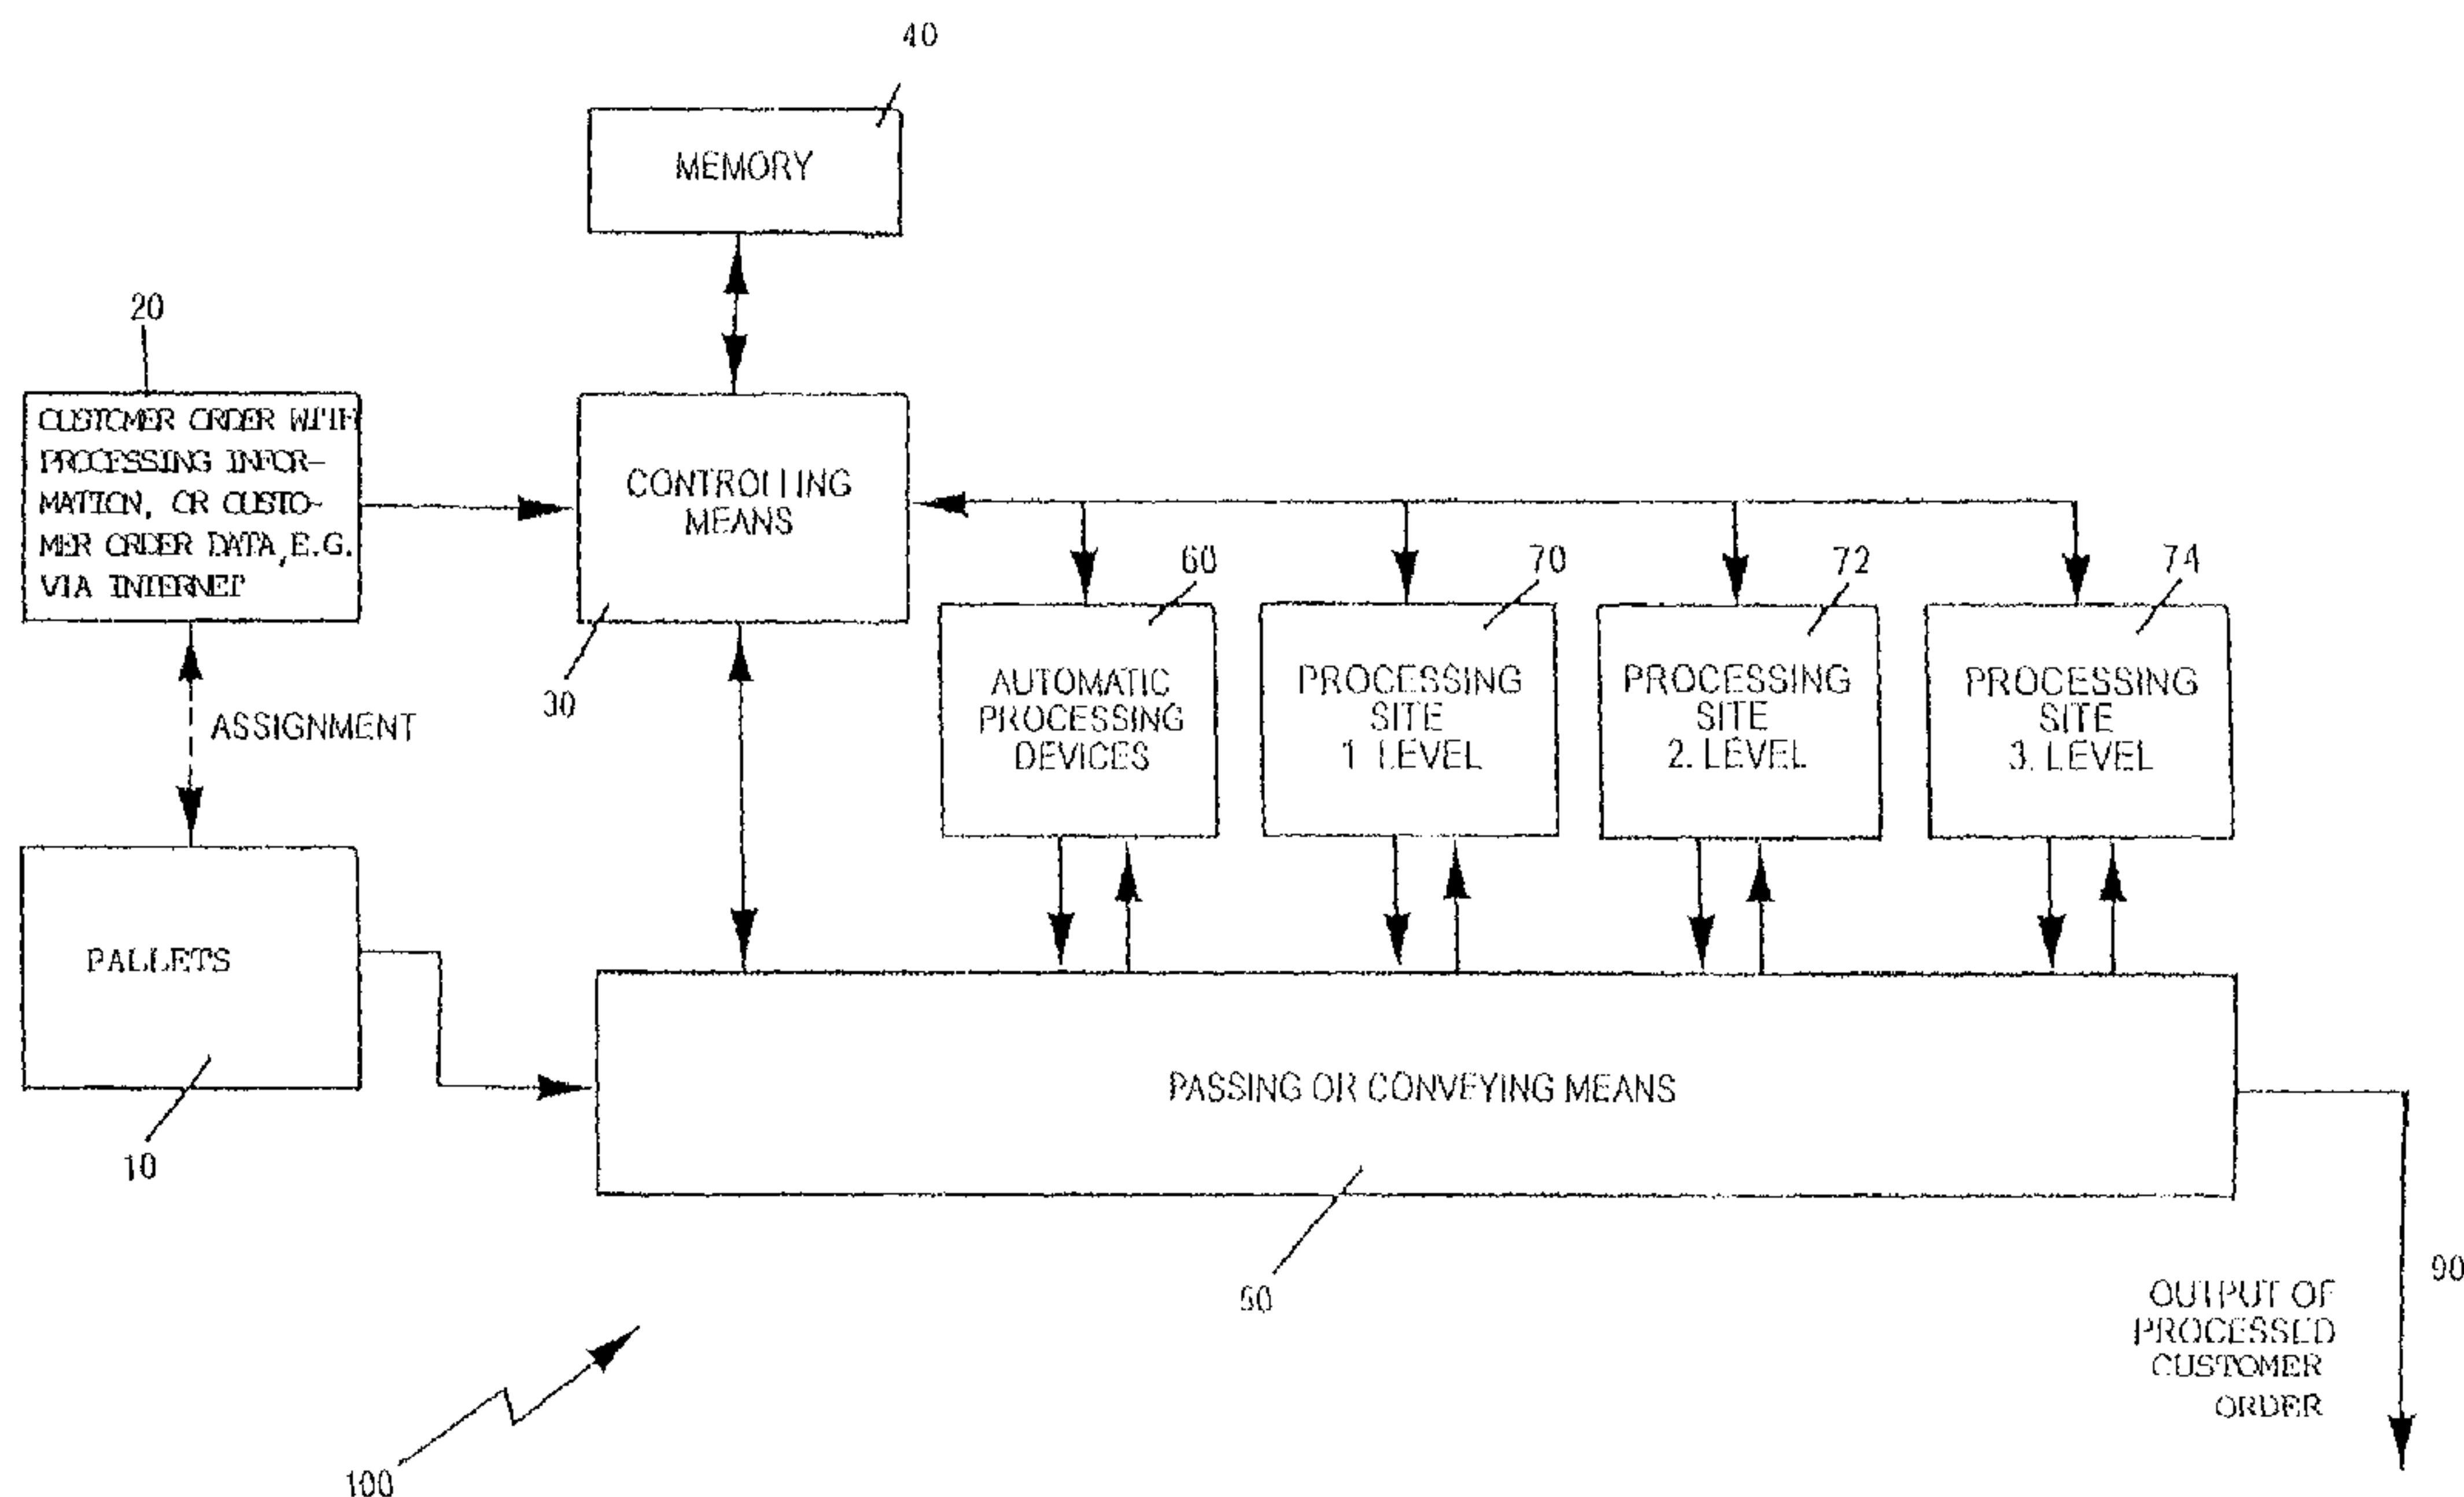 40
MEMORY
20
CUSTOMER ORDER WITH
PROCESSING INFOR-
MATION, OR CUSTO-
MER ORDER DATA, E.G.
VIA INTERNET
CONTROLLING
MEANS
30
ASSIGNMENT
60
AUTOMATIC
PROCESSING
DEVICES
70
PROCESSING
SITE
1. LEVEL
72
PROCESSING
SITE
2. LEVEL
74
PROCESSING
SITE
3. LEVEL
PALLETS
10
PASSING OR CONVEYING MEANS
90
OUTPUT OF
PROCESSED
CUSTOMER
ORDER
100